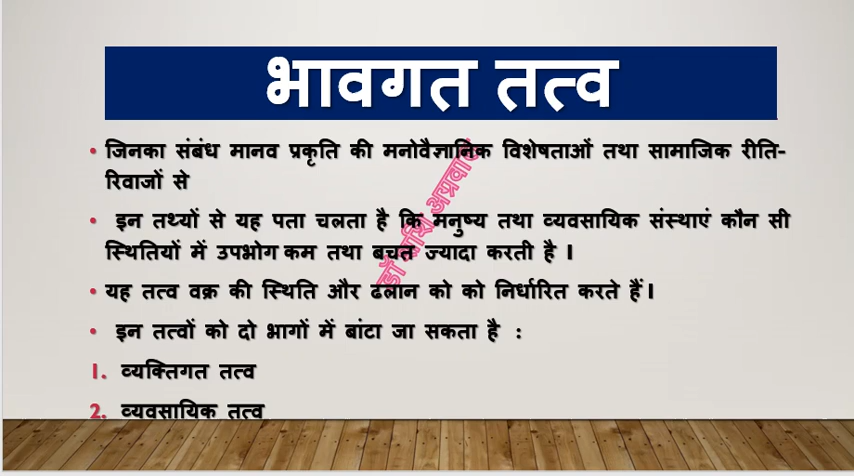 भावगत तत्व
• जिनका संबंध मानव प्रकृति की मनोवैज्ञानिक विशेषताओं तथा सामाजिक रीति-
रिवाजों से
• इन तथ्यों से यह पता चलता है कि मनुष्य तथा व्यवसायिक संस्थाएं कौन सी
स्थितियों में उपभोग कम तथा बचत ज्यादा करती है I
• यह तत्व वक्र की स्थिति और ढलान को को निर्धारित करते हैं I
• इन तत्वों को दो भागों में बांटा जा सकता है :
1. व्यक्तिगत तत्व
2. व्यवसायिक तत्व